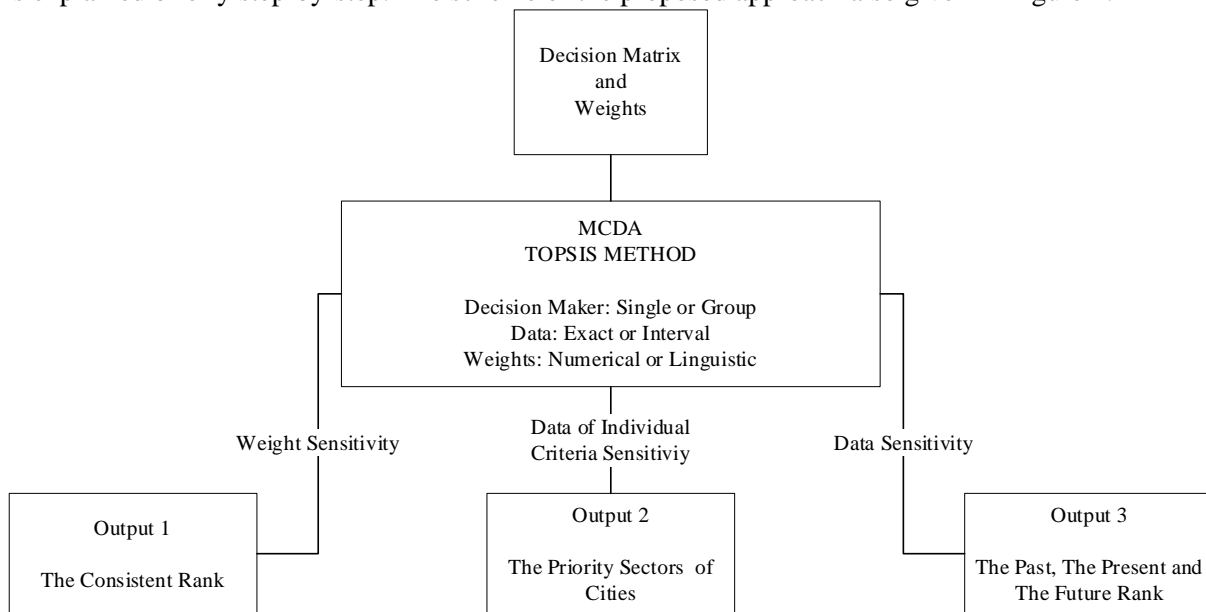 Decision Matrix
and
Weights
MCDA
TOPSIS METHOD
Decision Maker: Single or Group
Data: Exact or Interval
Weights: Numerical or Linguistic
Weight Sensitivity
Data of Individual
Criteria Sensitiviy
Data Sensitivity
Output 1
The Consistent Rank
Output 2
The Priority Sectors of
Cities
Output 3
The Past, The Present and
The Future Rank